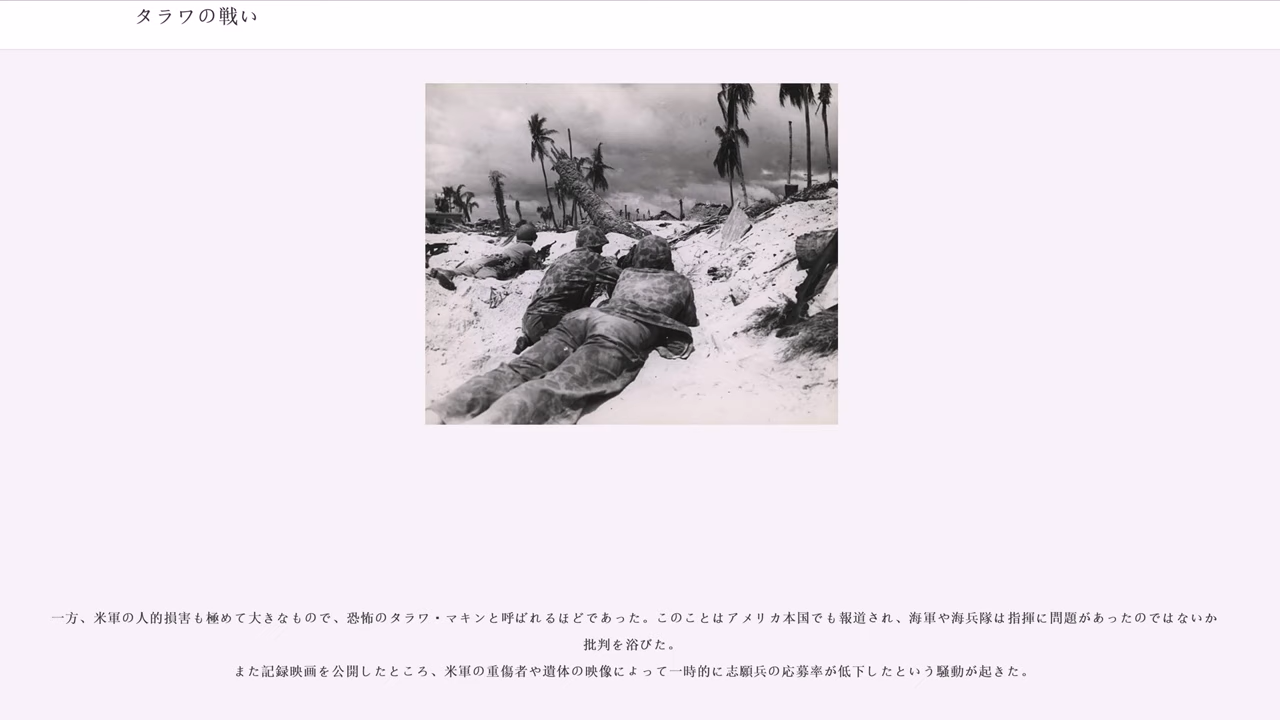 タラワの戦い
一方、米軍の人的損害も極めて大きなもので、恐怖のタラワ・マキンと呼ばれるほどであった。このことはアメリカ本国でも報道され、海軍や海兵隊は指揮に問題があったのではないか
批判を浴びた。
また記録映画を公開したところ、米軍の重傷者や遺体の映像によって一時的に志願兵の応募率が低下したという騒動が起きた。